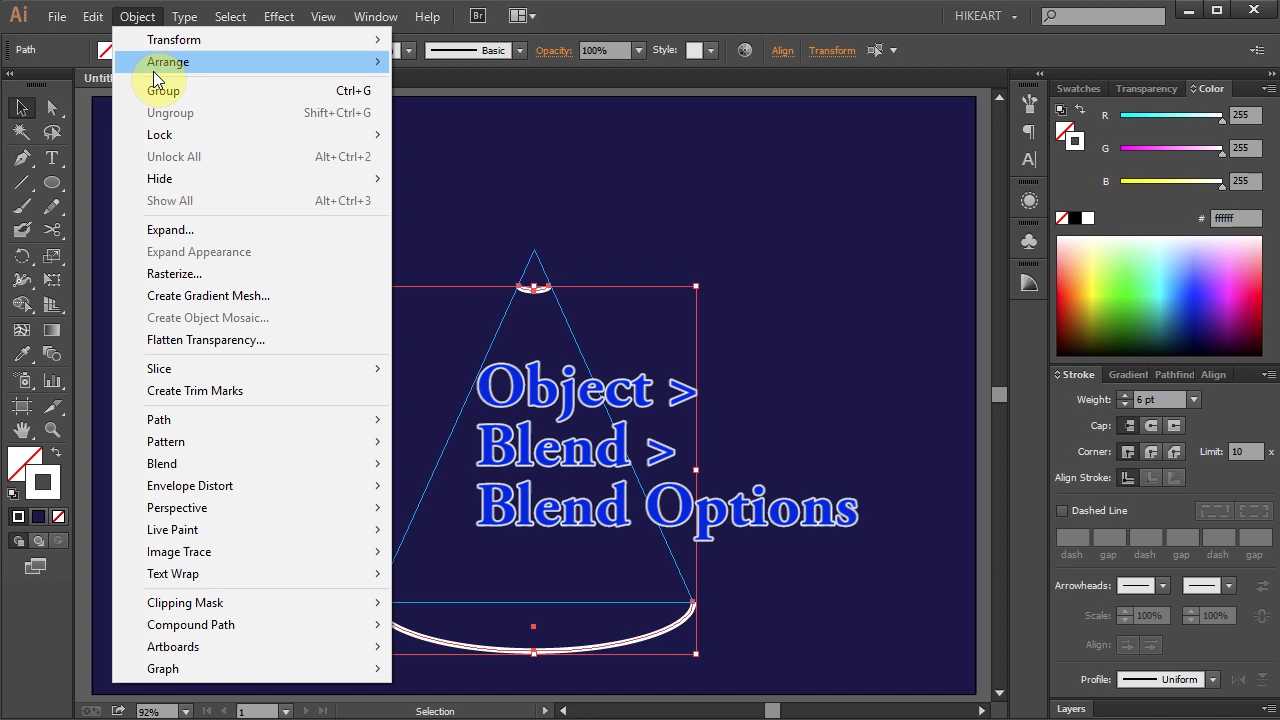 Ai File Edit Object Type Select Effect View Window Help Br HIKEART
Path Basic Opacity: 100% Style: Align Transform
Transform
Arrange
Group Ctrl+G
Ungroup Shift+Ctrl+G
Lock
Unlock All Alt+Ctrl+2
Hide
Show All Alt+Ctrl+3
Expand...
Expand Appearance
Rasterize...
Create Gradient Mesh...
Create Object Mosaic...
Flatten Transparency...
Slice
Create Trim Marks
Path
Pattern
Blend
Envelope Distort
Perspective
Live Paint
Image Trace
Text Wrap
Clipping Mask
Compound Path
Artboards
Graph
Object >
Blend >
Blend Options
Swatches Transparency Color
R 255
G 255
B 255
# ffffff
Stroke Gradient Pathfind Align
Weight: 6 pt
Cap:
Corner: Limit: 10 x
Align Stroke:
Dashed Line
dash gap dash gap dash gap
Arrowheads:
Scale: 100% 100%
Align:
Profile: Uniform
Layers
92% 1 Selection